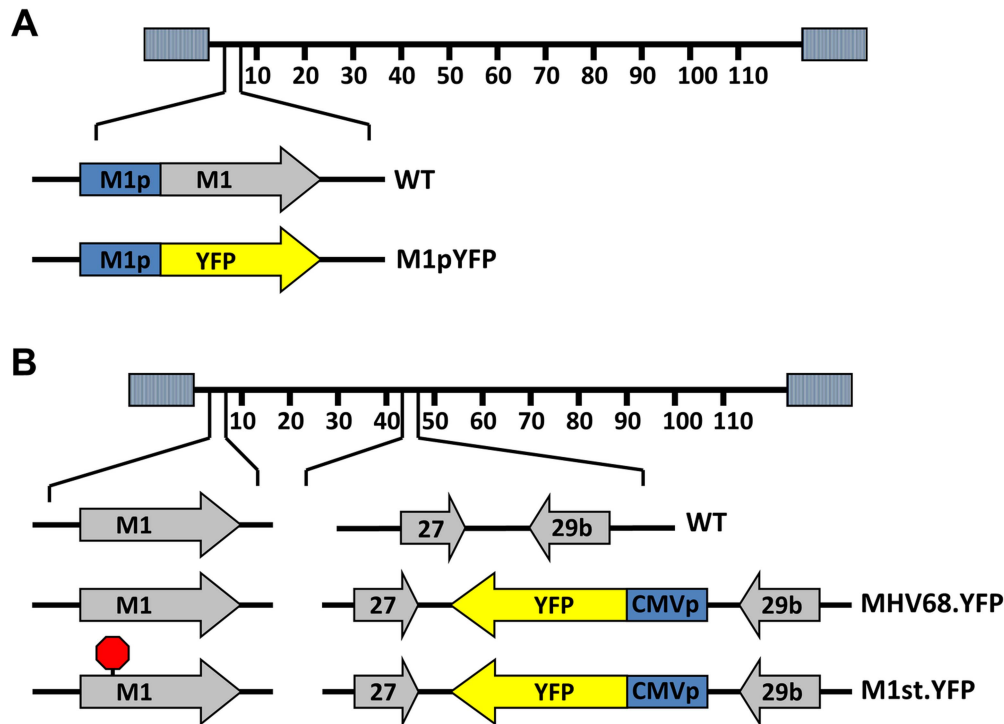 A
10 20 30 40 50 60 70 80 90 100 110
M1p M1 WT
M1p YFP M1pYFP
B
10 20 30 40 50 60 70 80 90 100 110
M1 27 29b WT
M1 27 YFP CMVp 29b MHV68.YFP
M1 27 YFP CMVp 29b M1st.YFP